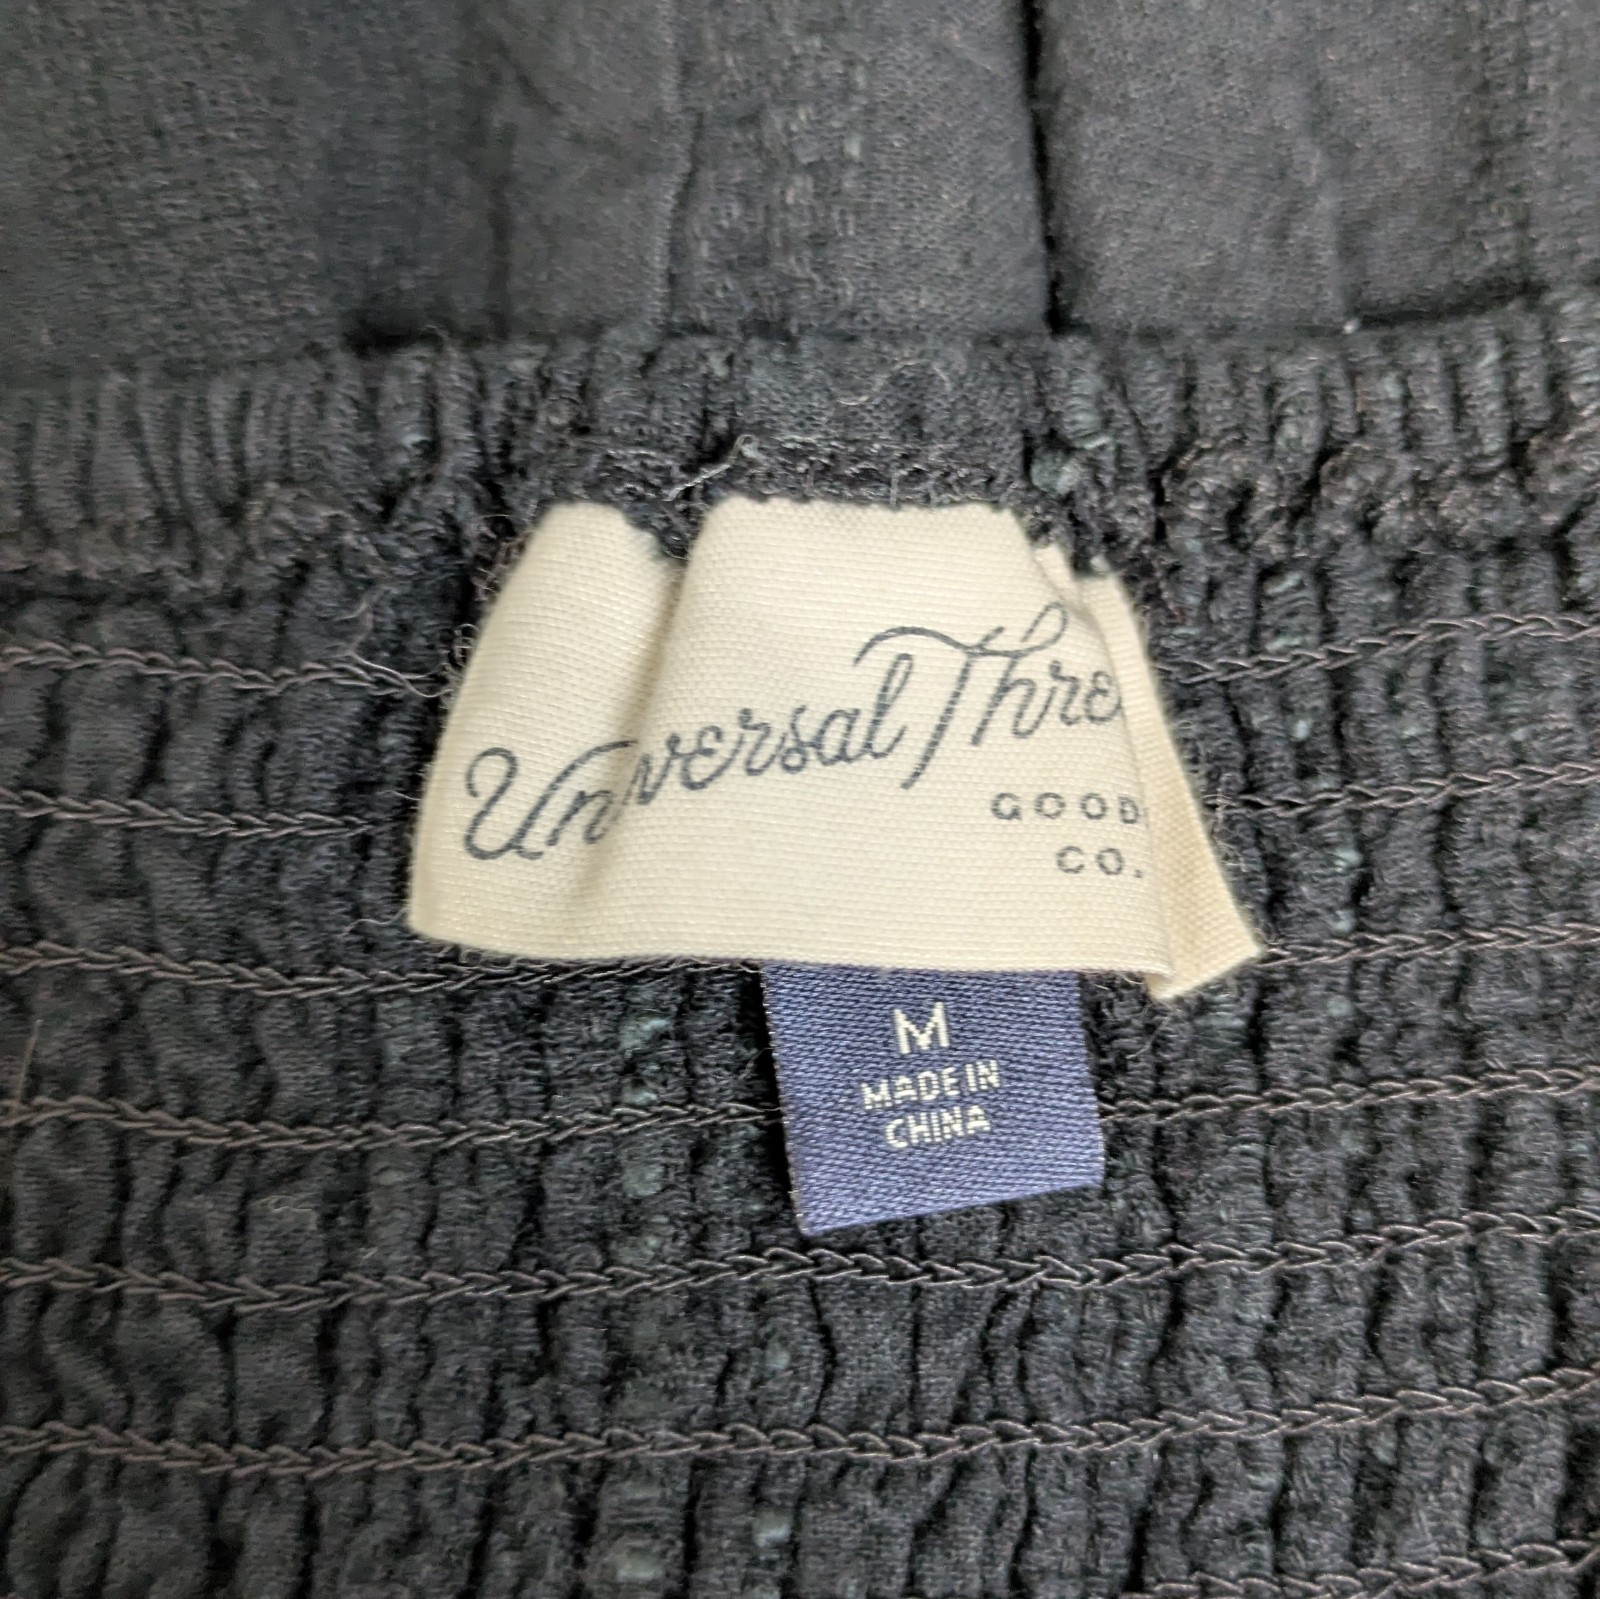 Universal Thre
GOOD
CO.
M
MADE IN
CHINA